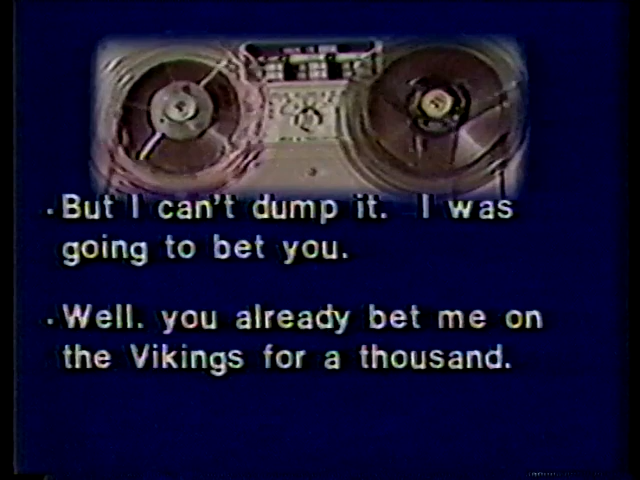 - But I can't dump it. I was
going to bet you.
- Well. you already bet me on
the Vikings for a thousand.